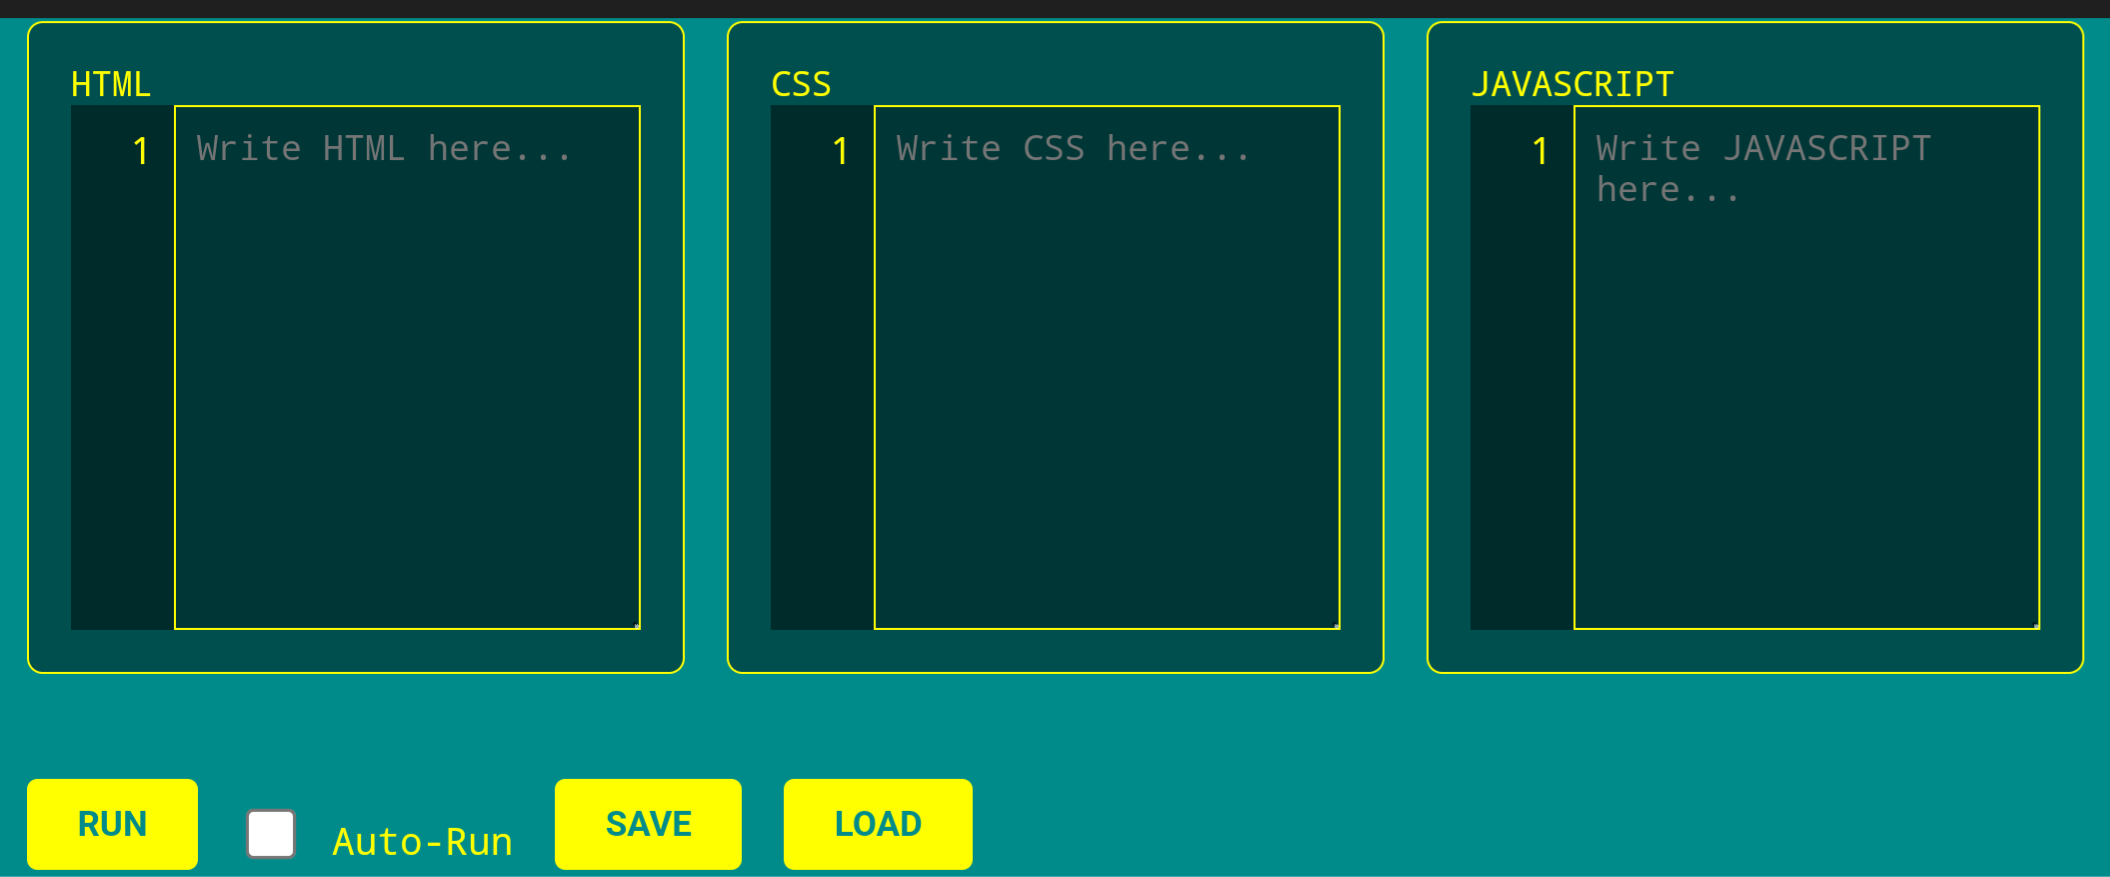 HTML
1
Write HTML here...
CSS
1
Write CSS here...
JAVASCRIPT
1
Write JAVASCRIPT
here...
RUN
Auto-Run
SAVE
LOAD